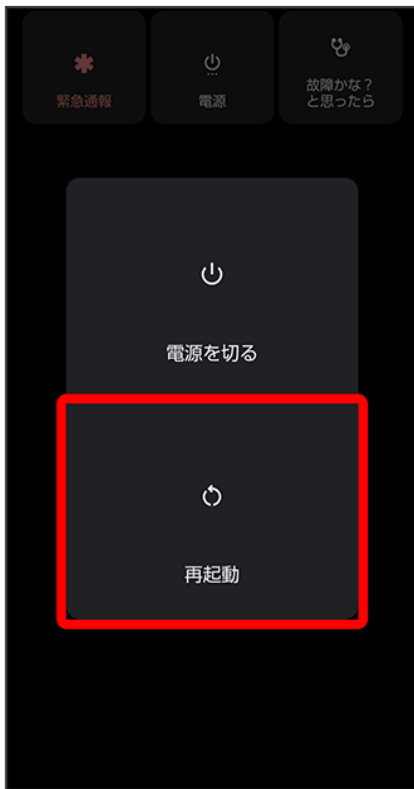 緊急通報
電源
故障かな？
と思ったら
電源を切る
再起動